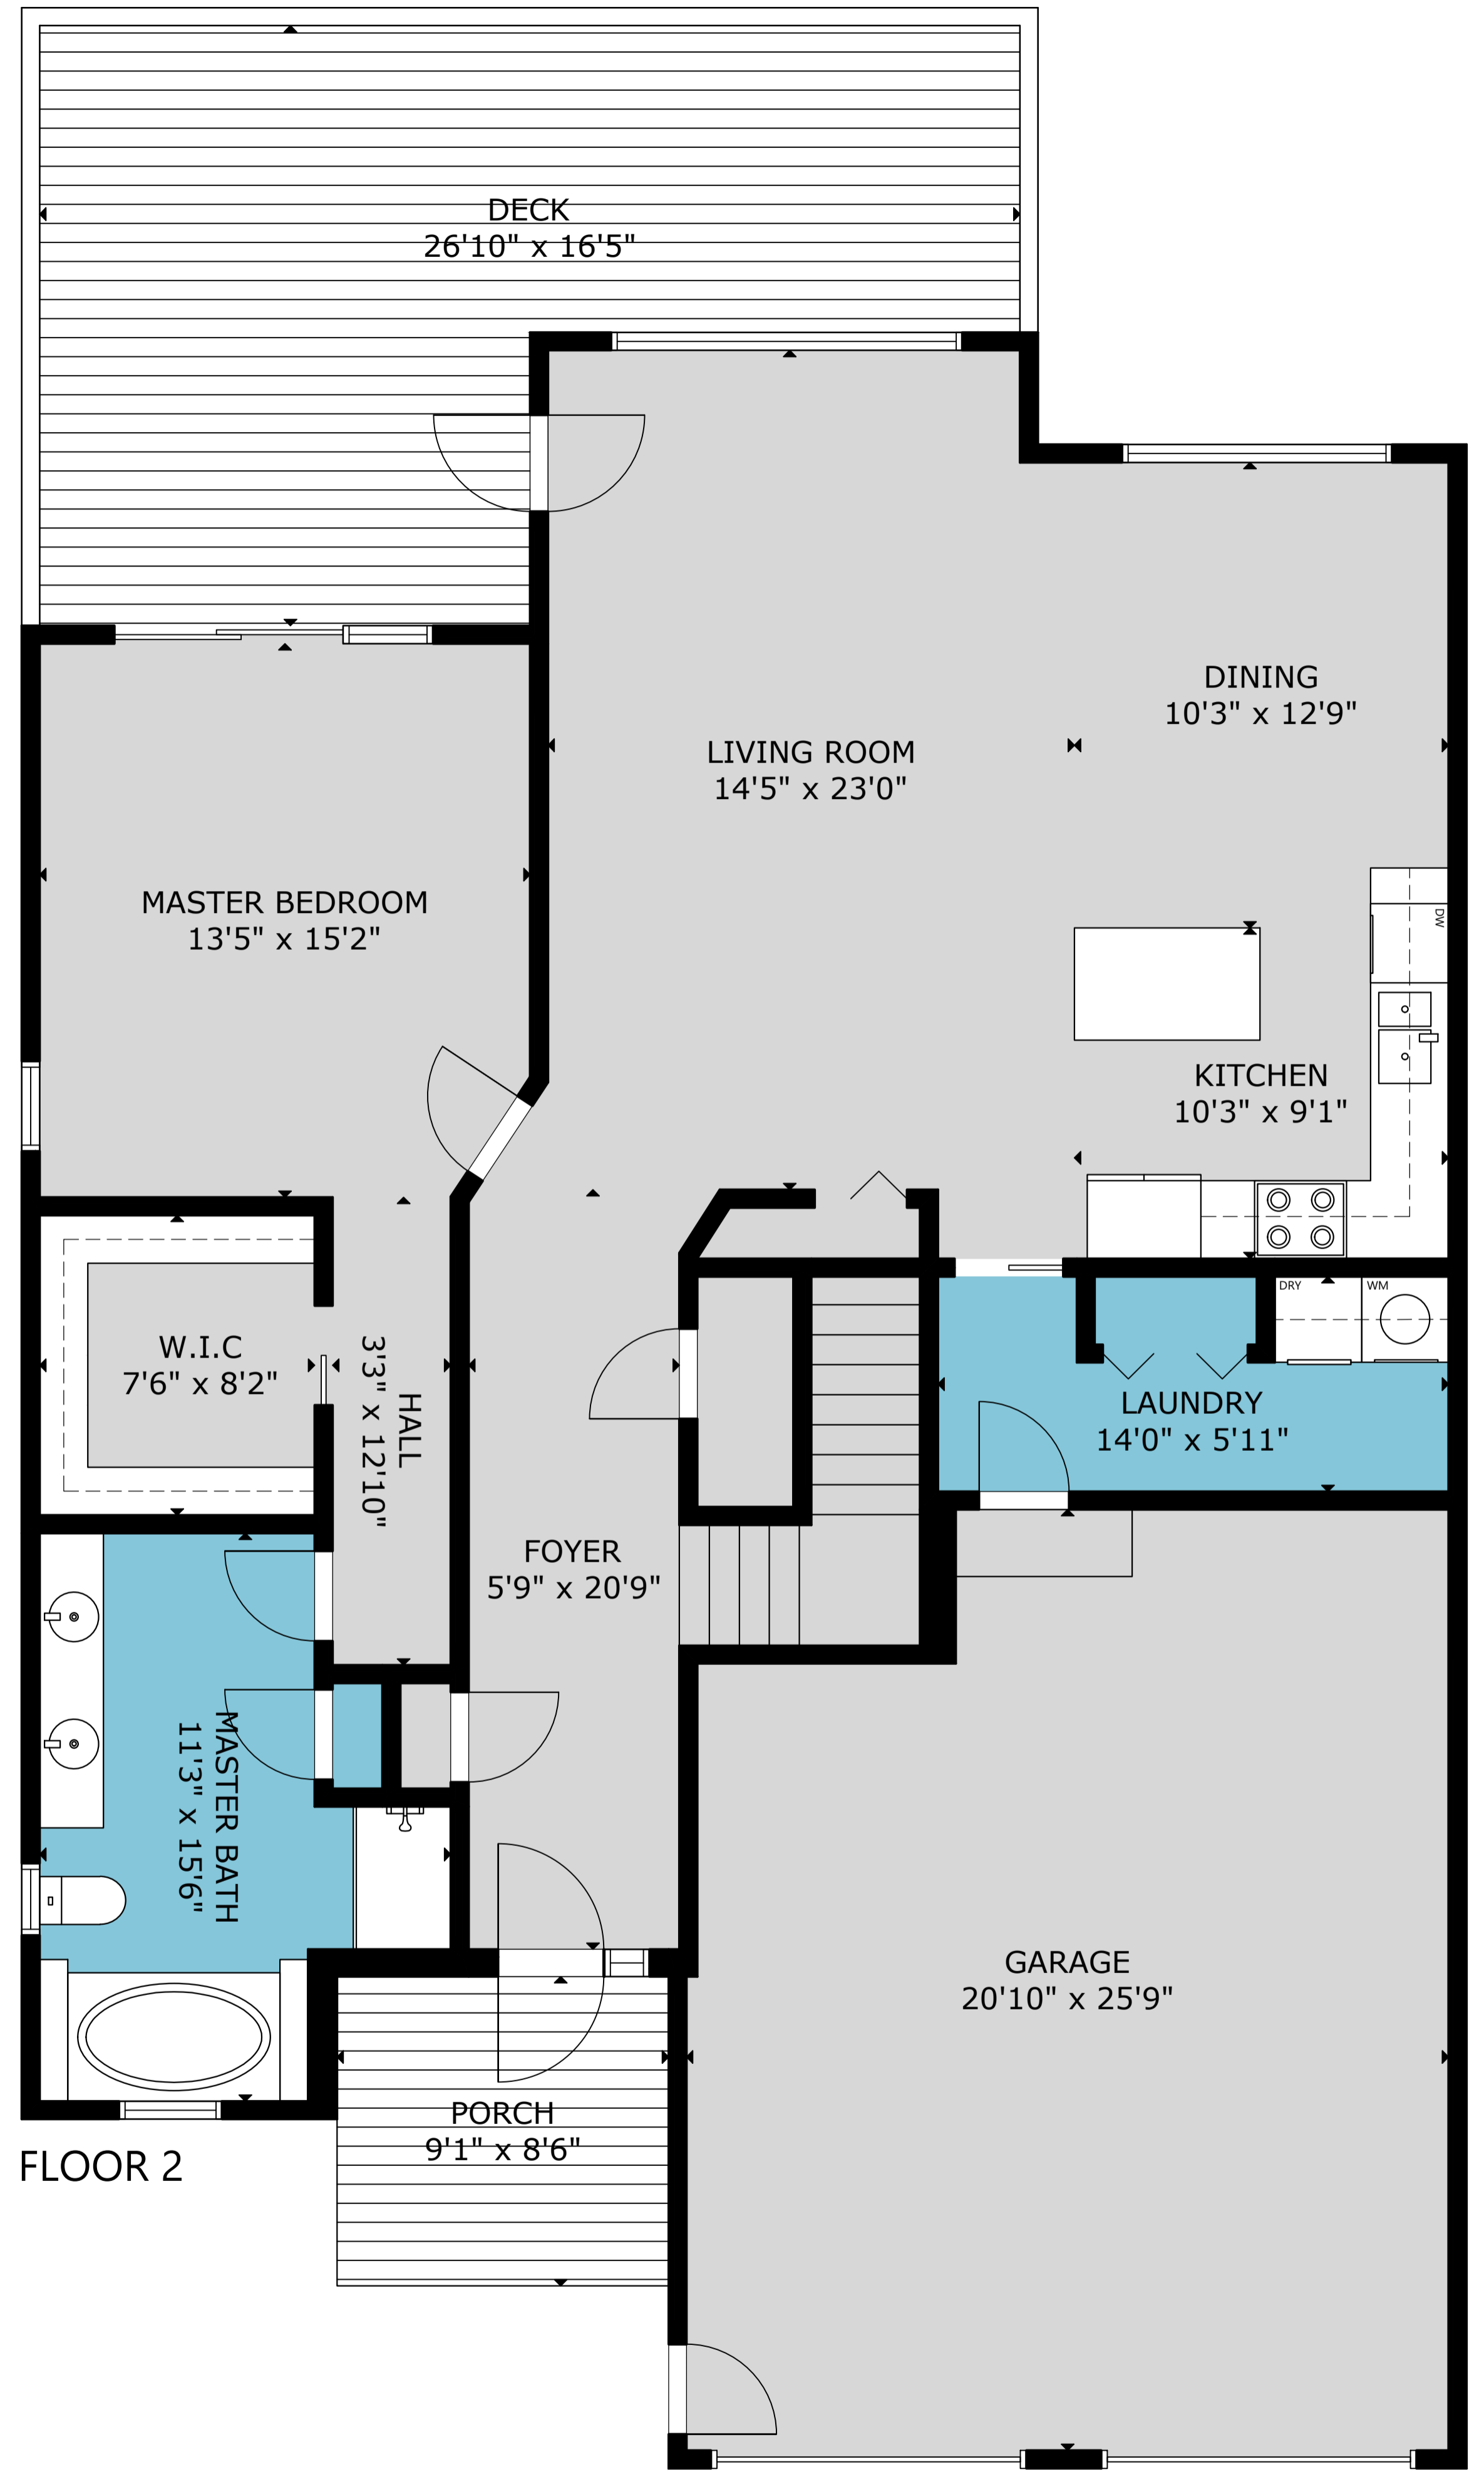 DECK
26'10" x 16'5"
DINING
10'3" x 12'9"
LIVING ROOM
14'5" x 23'0"
MASTER BEDROOM
13'5" x 15'2"
DW
KITCHEN
10'3" x 9'1"
DRY
WM
W.I.C
7'6" x 8'2"
HALL
3'3" x 12'10"
LAUNDRY
14'0" x 5'11"
FOYER
5'9" x 20'9"
MASTER BATH
11'3" x 15'6"
GARAGE
20'10" x 25'9"
PORCH
9'1" x 8'6"
FLOOR 2